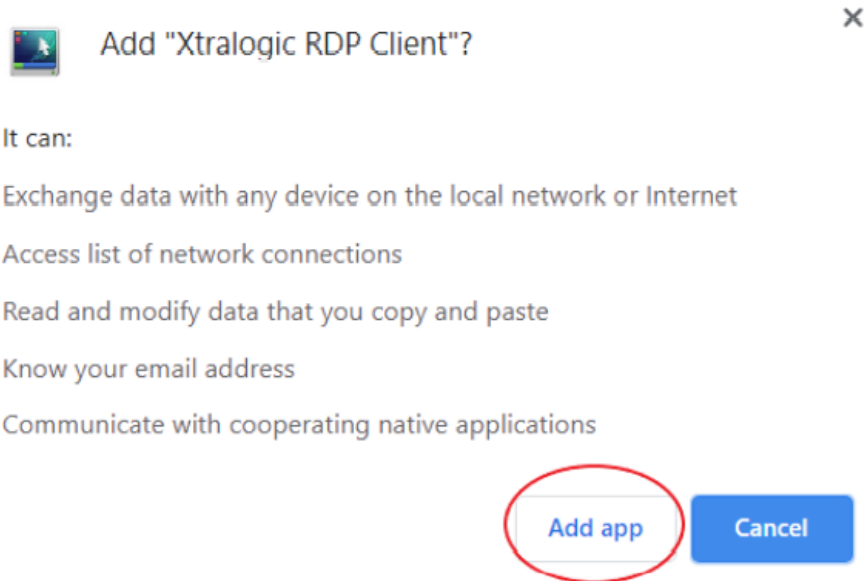 Add "Xtralogic RDP Client"?
It can:
Exchange data with any device on the local network or Internet
Access list of network connections
Read and modify data that you copy and paste
Know your email address
Communicate with cooperating native applications
Add app
Cancel